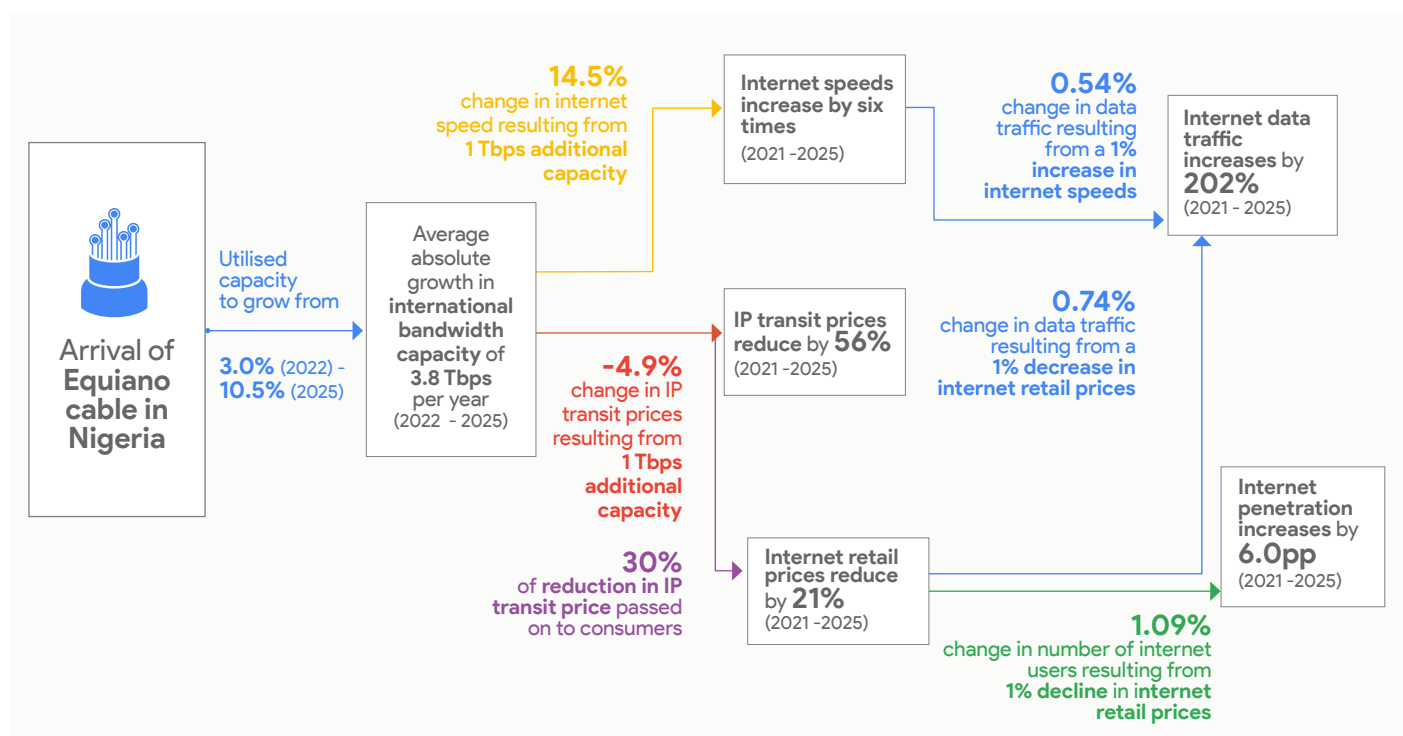 Arrival of
Equiano
cable in
Nigeria
Utilised
capacity
to grow from
3.0% (2022) -
10.5% (2025)
Average
absolute
growth in
international
bandwidth
capacity of
3.8 Tbps
per year
(2022 - 2025)
14.5%
change in internet
speed resulting from
1 Tbps additional
capacity
Internet speeds
increase by six
times
(2021 -2025)
0.54%
change in data
traffic resulting
from a 1%
increase in
internet speeds
Internet data
traffic
increases by
202%
(2021 - 2025)
-4.9%
change in IP
transit prices
resulting from
1 Tbps
additional
capacity
IP transit prices
reduce by 56%
(2021 -2025)
0.74%
change in data traffic
resulting from a
1% decrease in
internet retail prices
30%
of reduction in IP
transit price passed
on to consumers
Internet retail
prices reduce
by 21%
(2021 -2025)
1.09%
change in number of internet
users resulting from
1% decline in internet
retail prices
Internet
penetration
increases by
6.0pp
(2021 -2025)